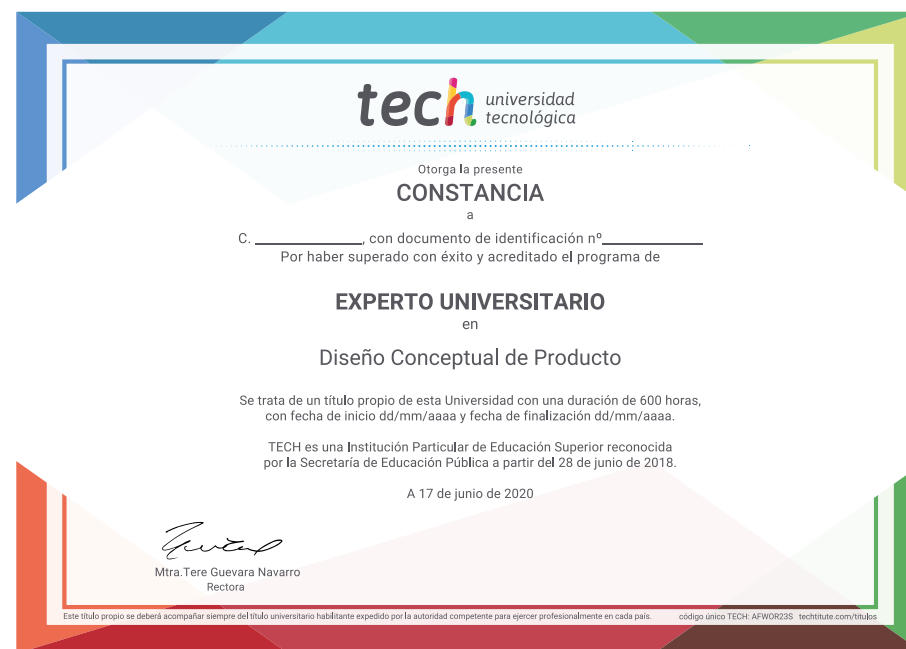 tech universidad
tecnológica
Otorga la presente
CONSTANCIA
a
C. ____________, con documento de identificación nº____________
Por haber superado con éxito y acreditado el programa de
EXPERTO UNIVERSITARIO
en
Diseño Conceptual de Producto
Se trata de un título propio de esta Universidad con una duración de 600 horas,
con fecha de inicio dd/mm/aaaa y fecha de finalización dd/mm/aaaa.
TECH es una Institución Particular de Educación Superior reconocida
por la Secretaría de Educación Pública a partir del 28 de junio de 2018.
A 17 de junio de 2020
Mtra.Tere Guevara Navarro
Rectora
Este título propio se deberá acompañar siempre del título universitario habilitante expedido por la autoridad competente para ejercer profesionalmente en cada país. código único TECH: AFWOR23S techtitute.com/titulos